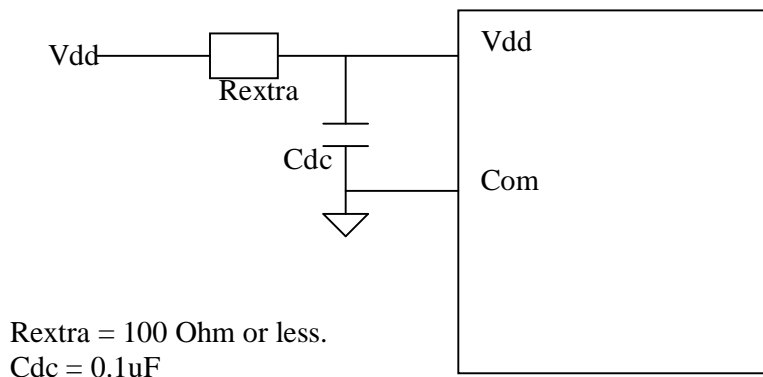 Vdd
Vdd
Rextra
Cdc
Com
Rextra = 100 Ohm or less.
Cdc = 0.1uF